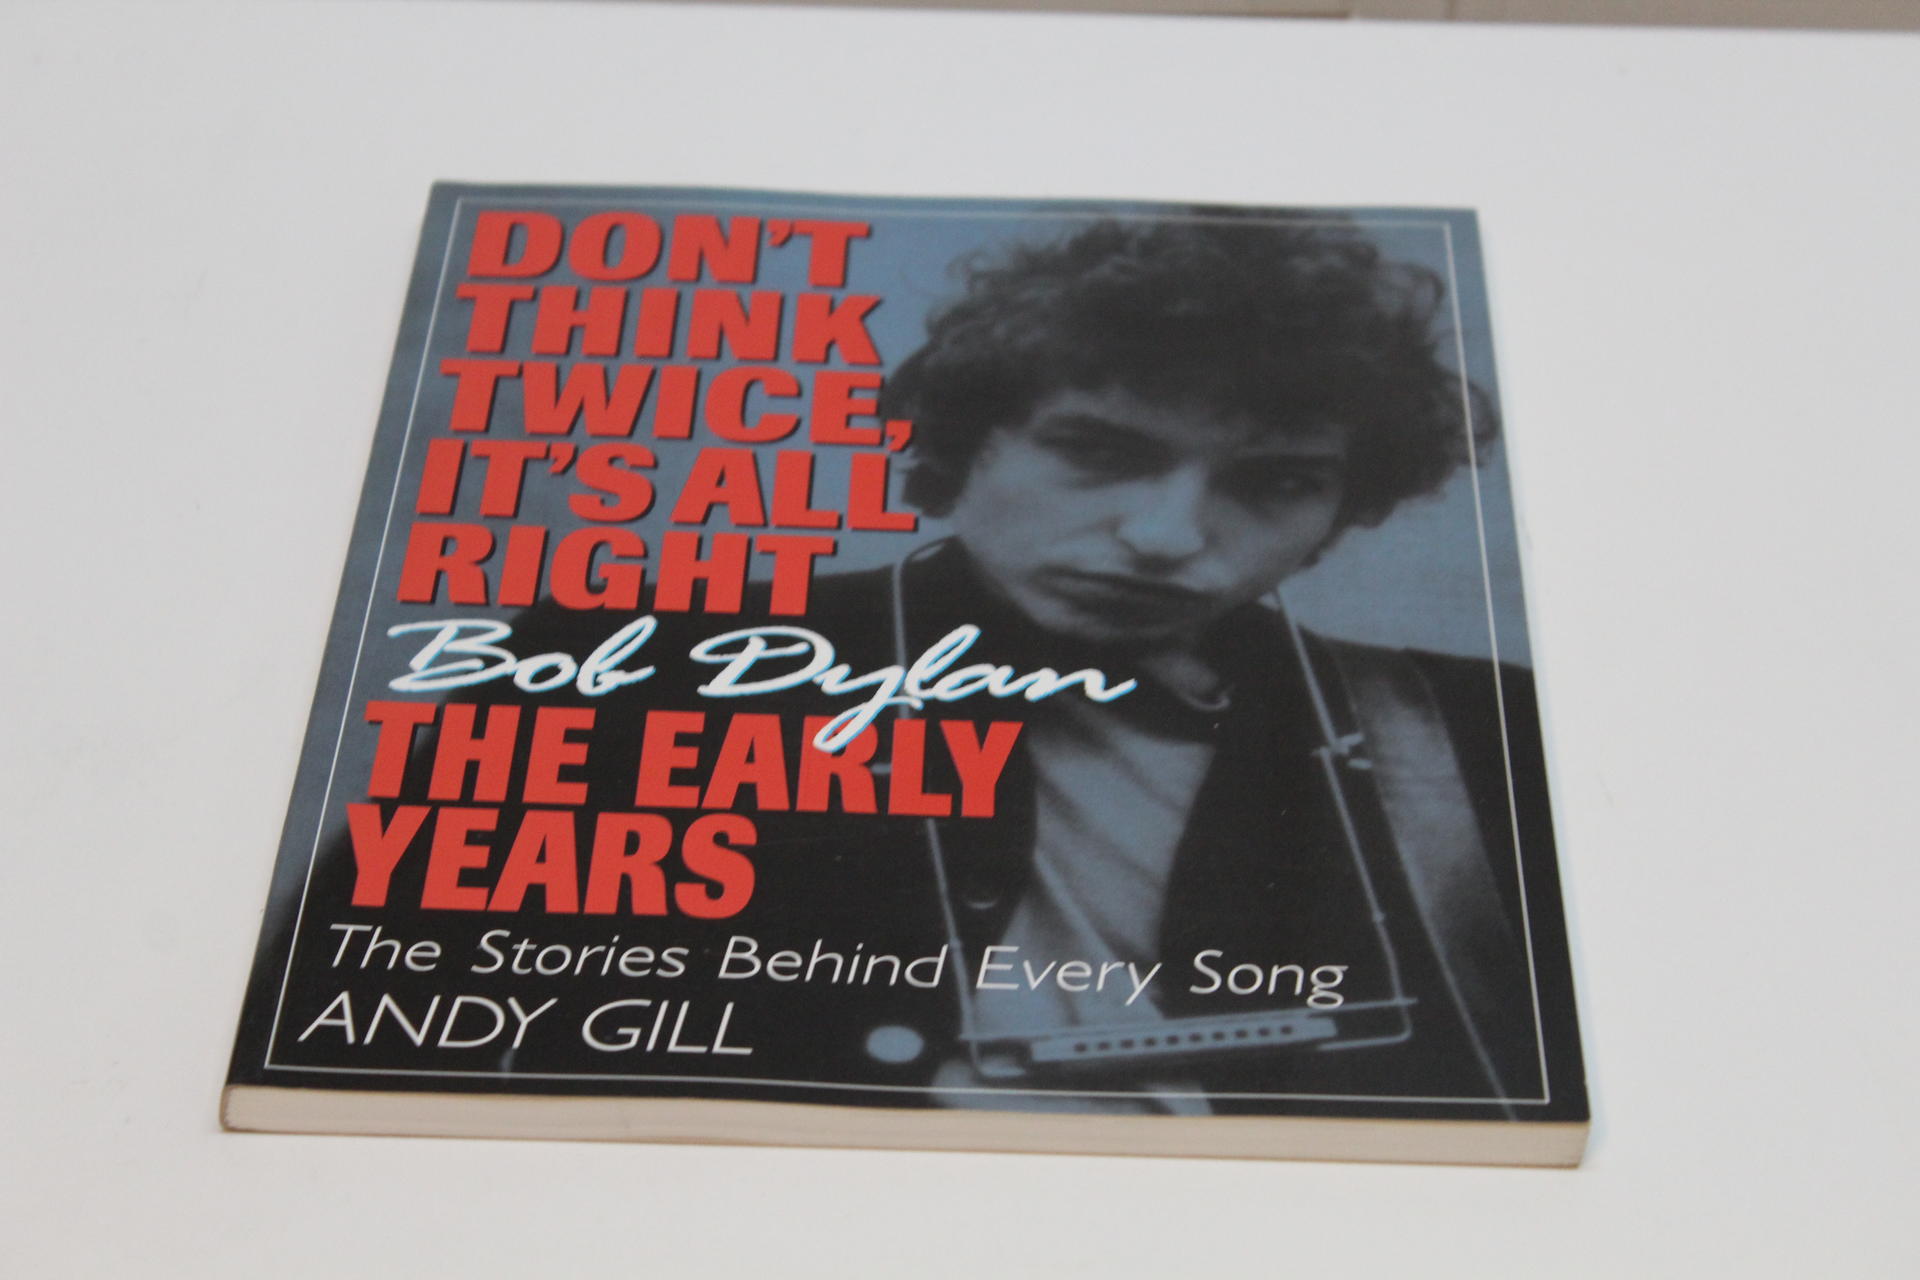 DON'T
THINK
TWICE,
IT'S ALL
RIGHT
Bob Dylan
THE EARLY
YEARS
The Stories Behind Every Song
ANDY GILL